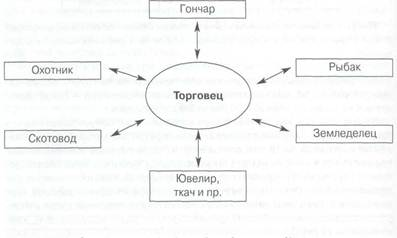 Гончар
Охотник
Рыбак
Торговец
Скотовод
Земледелец
Ювелир,
ткач и пр.